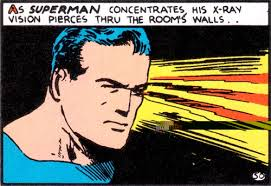 AS SUPERMAN CONCENTRATES, HIS X-RAY
VISION PIERCES THRU THE ROOM'S WALLS..